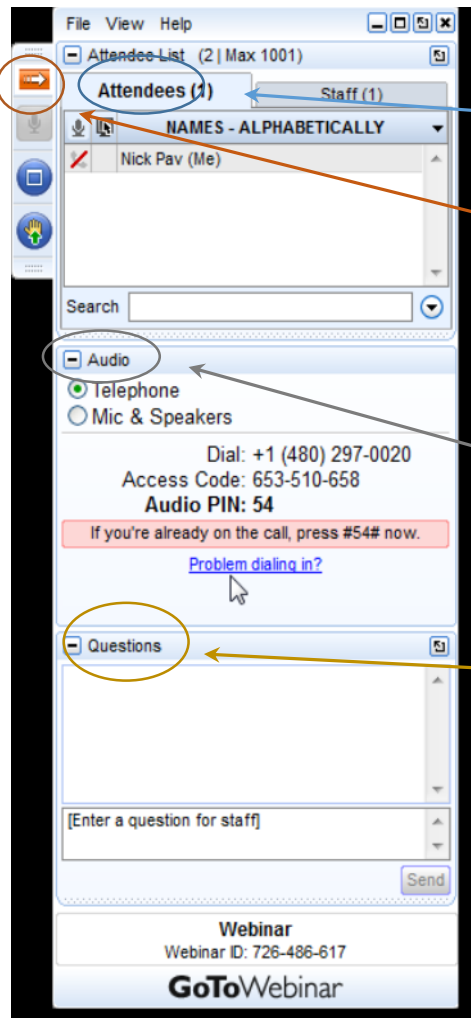 File View Help
Attendee List (2 | Max 1001)
Attendees (1)
Staff (1)
NAMES - ALPHABETICALLY
Nick Pav (Me)
Search
Audio
Telephone
Mic & Speakers
Dial: +1 (480) 297-0020
Access Code: 653-510-658
Audio PIN: 54
If you're already on the call, press #54# now.
Problem dialing in?
Questions
[Enter a question for staff]
Send
Webinar
Webinar ID: 726-486-617
GoToWebinar